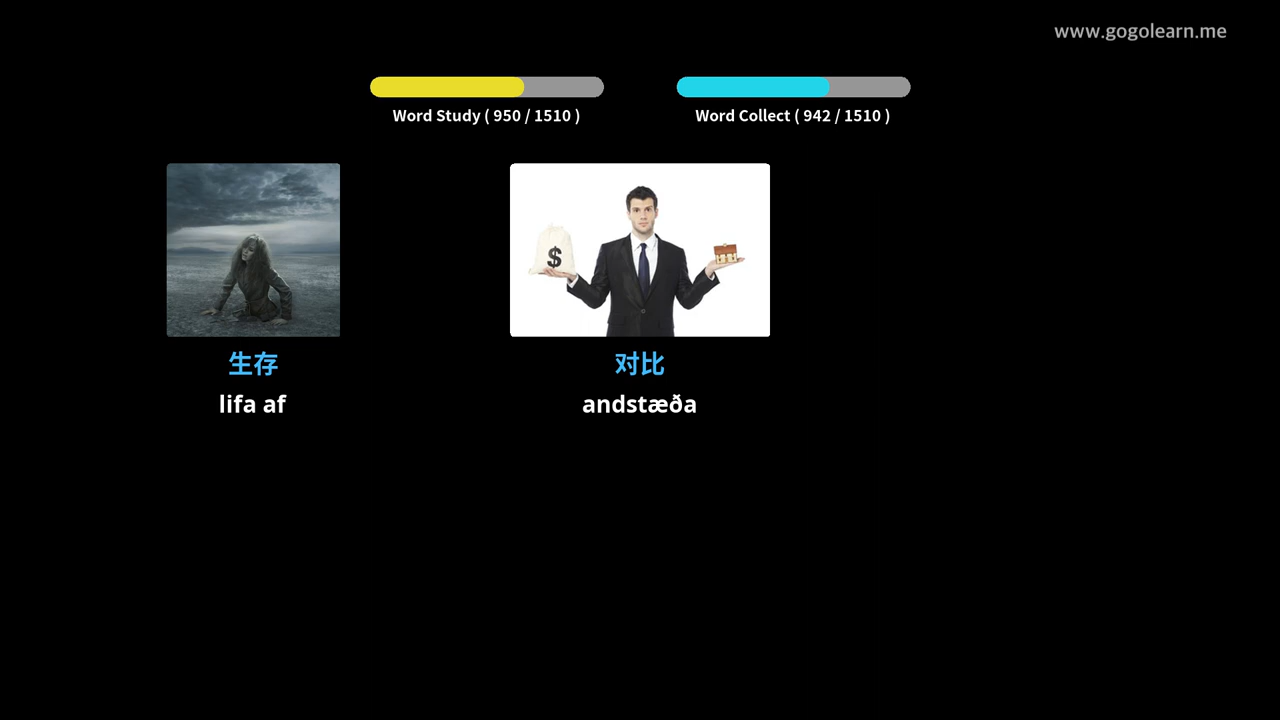 www.gogolearn.me
Word Study ( 950 / 1510 )
Word Collect ( 942 / 1510 )
$
生存
lifa af
对比
andstæða